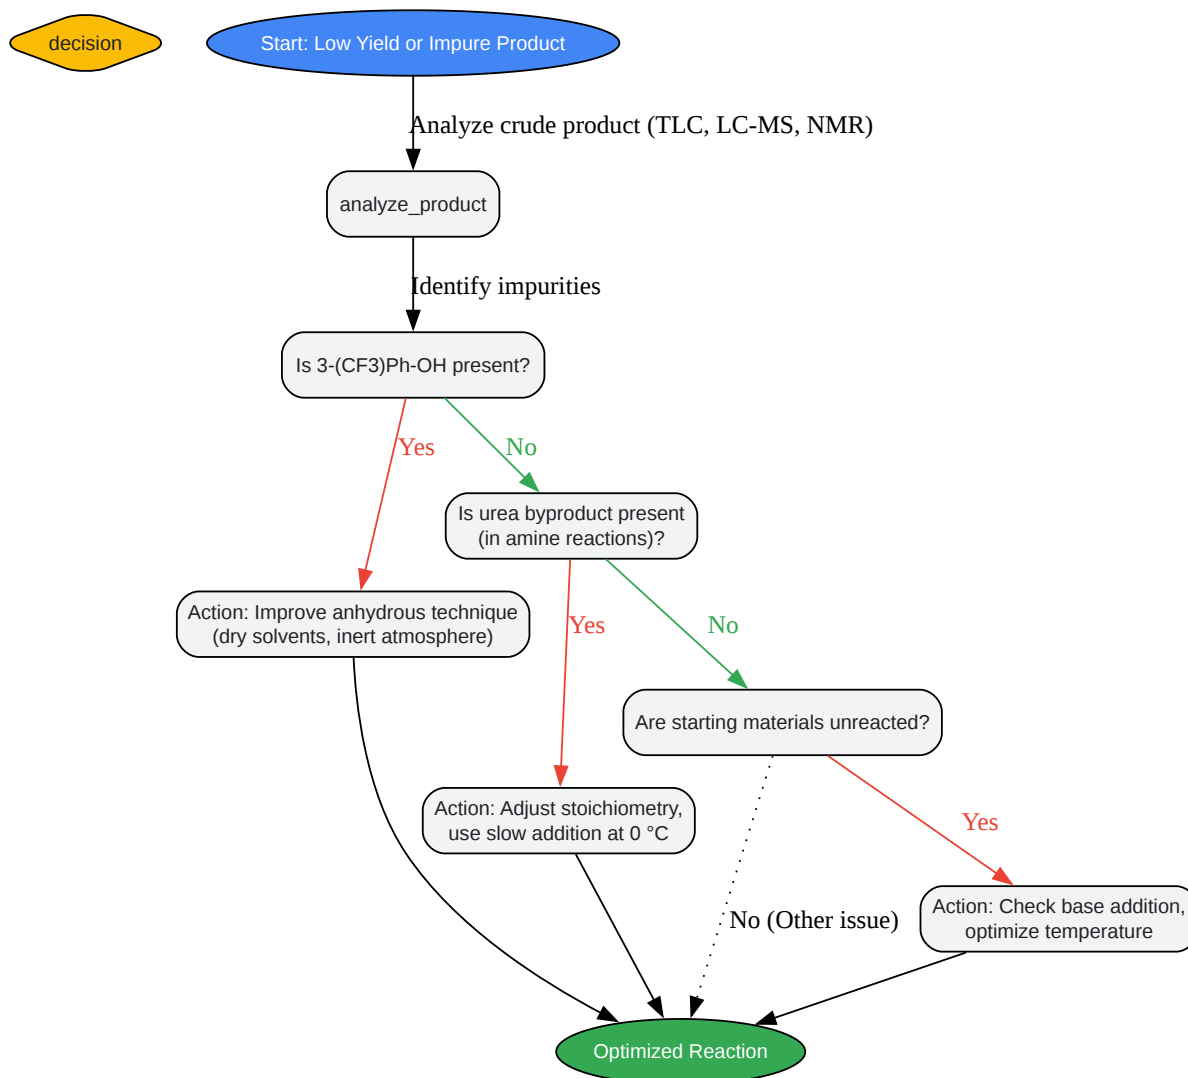 decision
Start: Low Yield or Impure Product
Analyze crude product (TLC, LC-MS, NMR)
analyze_product
Identify impurities
Is 3-(CF3)Ph-OH present?
Yes
No
Is urea byproduct present
(in amine reactions)?
Action: Improve anhydrous technique
(dry solvents, inert atmosphere)
Yes
No
Are starting materials unreacted?
Action: Adjust stoichiometry,
use slow addition at 0 °C
Yes
No (Other issue)
Action: Check base addition,
optimize temperature
Optimized Reaction